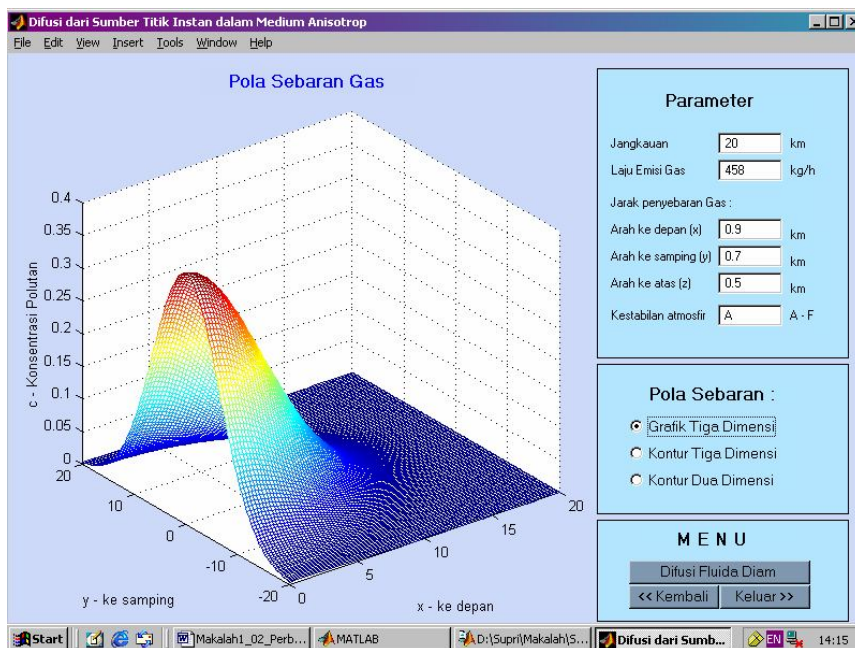 Difusi dari Sumber Titik Instan dalam Medium Anisotrop
File Edit View Insert Tools Window Help
Pola Sebaran Gas
0.4
0.35
0.3
0.25
0.2
0.15
0.1
0.05
0
c - Konsentrasi Polutan
20
10
0
-10
-20
y - ke samping
0
5
10
15
20
x - ke depan
Parameter
Jangkauan 20 km
Laju Emisi Gas 458 kg/h
Jarak penyebaran Gas :
Arah ke depan (x) 0.9 km
Arah ke samping (y) 0.7 km
Arah ke atas (z) 0.5 km
Kestabilan atmosfir A A - F
Pola Sebaran :
Grafik Tiga Dimensi
Kontur Tiga Dimensi
Kontur Dua Dimensi
M E N U
Difusi Fluida Diam
<< Kembali Keluar >>
Start Makalah1_02_Perb... MATLAB D:\Supri\Makalah\S... Difusi dari Sumb... EN 14:15